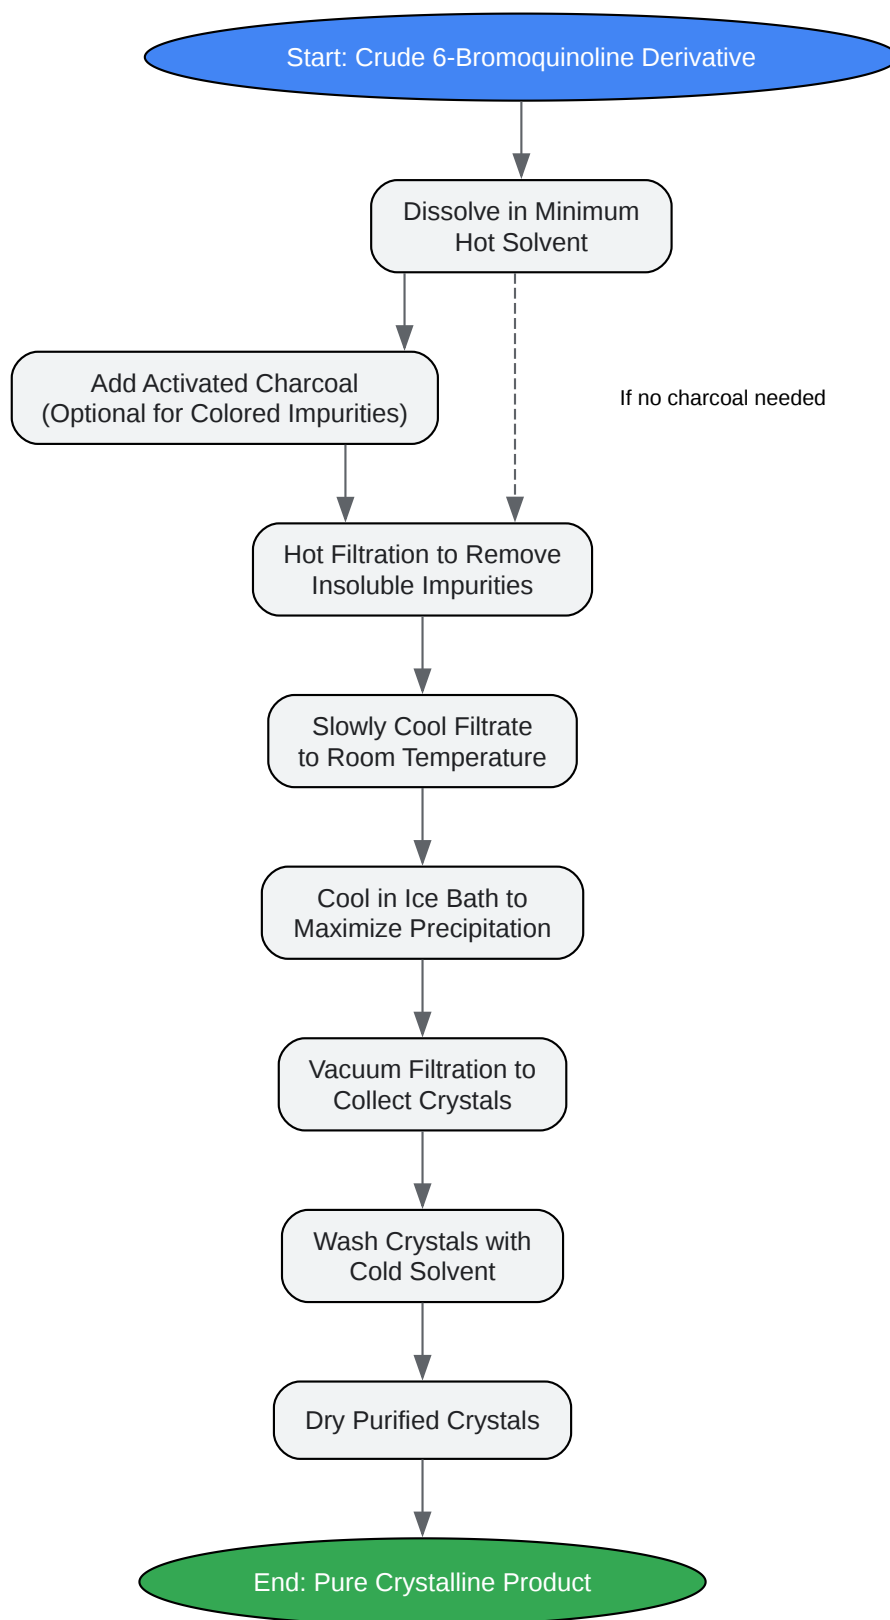 Start: Crude 6-Bromoquinoline Derivative
Dissolve in Minimum
Hot Solvent
Add Activated Charcoal
(Optional for Colored Impurities)
If no charcoal needed
Hot Filtration to Remove
Insoluble Impurities
Slowly Cool Filtrate
to Room Temperature
Cool in Ice Bath to
Maximize Precipitation
Vacuum Filtration to
Collect Crystals
Wash Crystals with
Cold Solvent
Dry Purified Crystals
End: Pure Crystalline Product